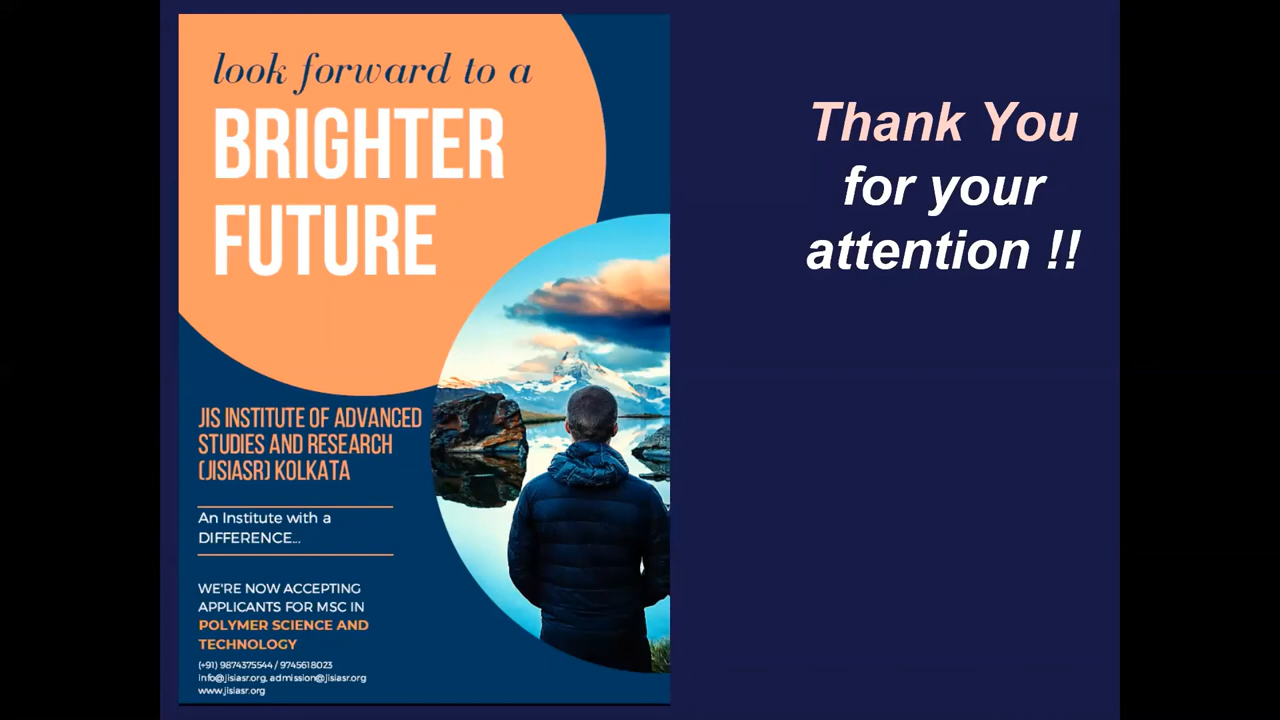 look forward to a
BRIGHTER
FUTURE
JIS INSTITUTE OF ADVANCED
STUDIES AND RESEARCH
(JISIASR) KOLKATA
An Institute with a
DIFFERENCE...
WE'RE NOW ACCEPTING
APPLICANTS FOR MSC IN
POLYMER SCIENCE AND
TECHNOLOGY
(+91) 9874375544 / 9745618023
info@jisiasr.org, admission@jisiasr.org
www.jisiasr.org
Thank You
for your
attention !!